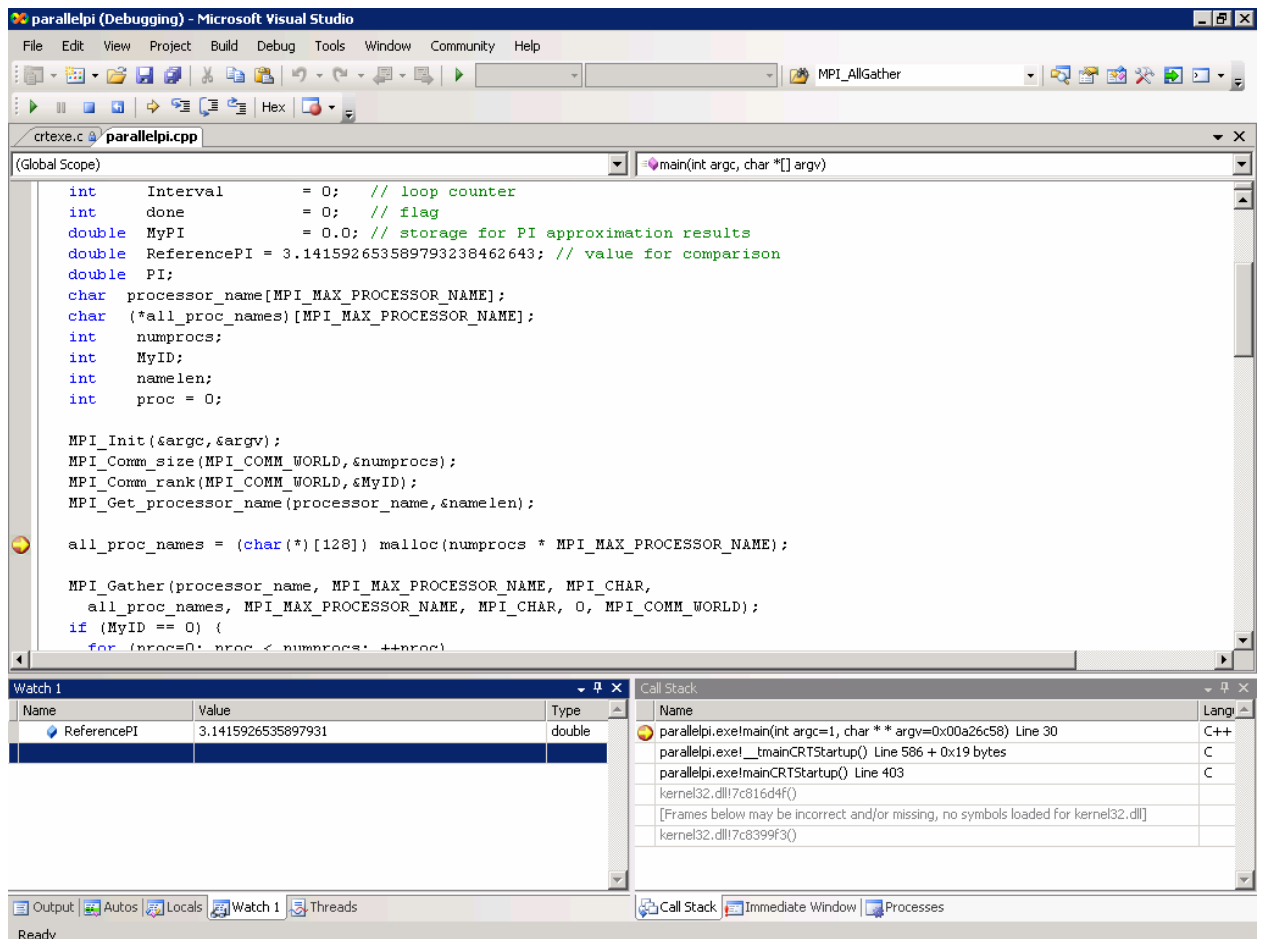 parallelpi (Debugging) - Microsoft Visual Studio
File Edit View Project Build Debug Tools Window Community Help
MPI_AllGather
Hex
crtexe.c parallelpi.cpp
(Global Scope) main(int argc, char *[] argv)
int Interval = 0; // loop counter
int done = 0; // flag
double MyPI = 0.0; // storage for PI approximation results
double ReferencePI = 3.141592653589793238462643; // value for comparison
double PI;
char processor_name[MPI_MAX_PROCESSOR_NAME];
char (*all_proc_names)[MPI_MAX_PROCESSOR_NAME];
int numprocs;
int MyID;
int namelen;
int proc = 0;
MPI_Init(&argc,&argv);
MPI_Comm_size(MPI_COMM_WORLD,&numprocs);
MPI_Comm_rank(MPI_COMM_WORLD,&MyID);
MPI_Get_processor_name(processor_name,&namelen);
all_proc_names = (char(*)[128]) malloc(numprocs * MPI_MAX_PROCESSOR_NAME);
MPI_Gather(processor_name, MPI_MAX_PROCESSOR_NAME, MPI_CHAR,
all_proc_names, MPI_MAX_PROCESSOR_NAME, MPI_CHAR, 0, MPI_COMM_WORLD);
if (MyID == 0) {
for (proc=0; proc < numprocs; ++proc)
Watch 1
Name Value Type
ReferencePI 3.1415926535897931 double
Call Stack
Name Langu
parallelpi.exe!main(int argc=1, char * * argv=0x00a26c58) Line 30 C++
parallelpi.exe!__tmainCRTStartup() Line 586 + 0x19 bytes C
parallelpi.exe!mainCRTStartup() Line 403 C
kernel32.dll!7c816d4f()
[Frames below may be incorrect and/or missing, no symbols loaded for kernel32.dll]
kernel32.dll!7c8399f3()
Output Autos Locals Watch 1 Threads
Call Stack Immediate Window Processes
Ready